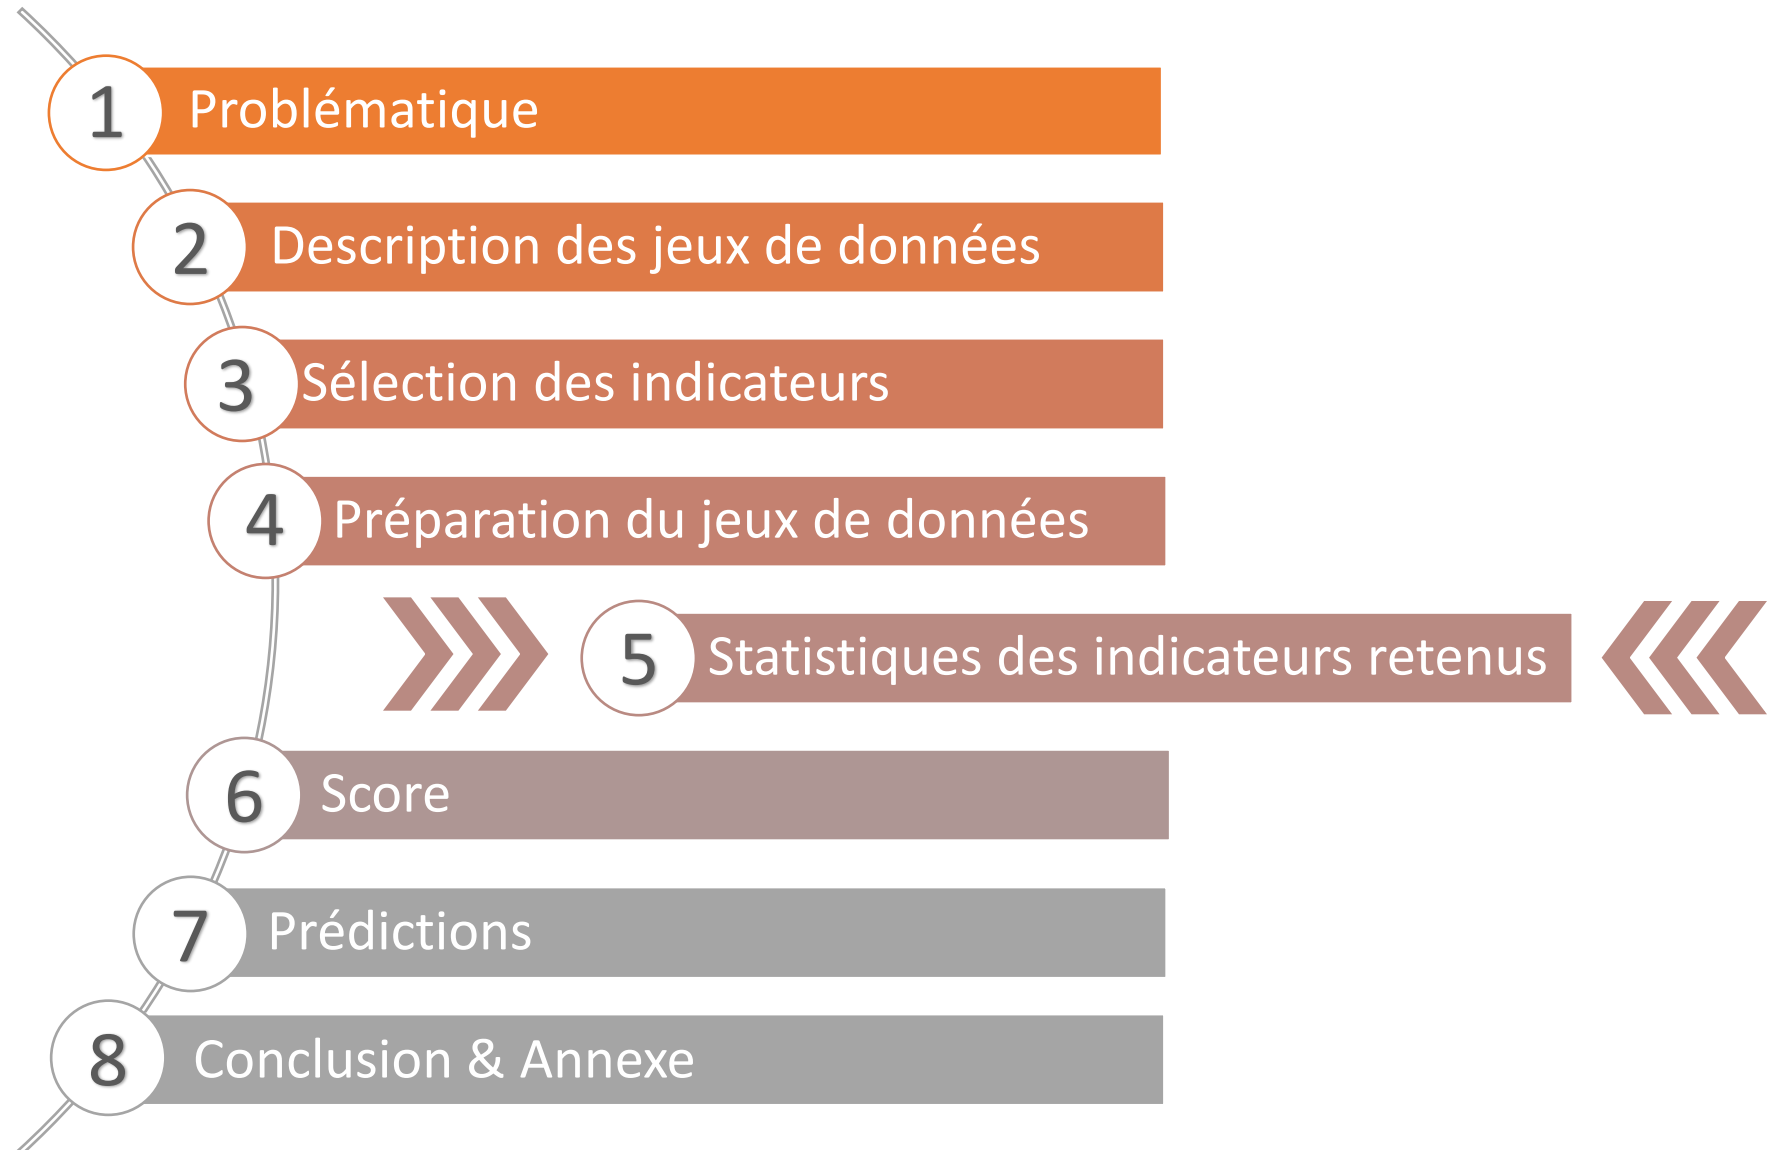 1 Problématique
2 Description des jeux de données
3 Sélection des indicateurs
4 Préparation du jeux de données
5 Statistiques des indicateurs retenus
6 Score
7 Prédictions
8 Conclusion & Annexe